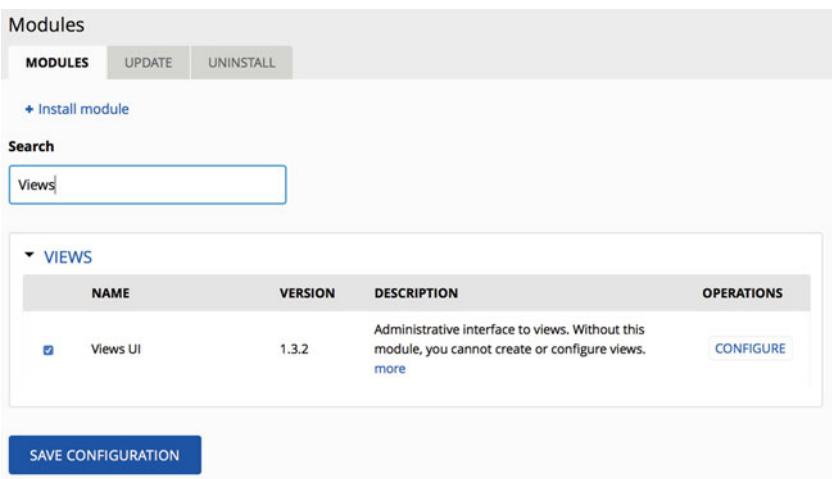 Modules
MODULES UPDATE UNINSTALL
+ Install module
Search
Views
VIEWS
NAME VERSION DESCRIPTION OPERATIONS
Administrative interface to views. Without this
Views UI 1.3.2 module, you cannot create or configure views. CONFIGURE
more
SAVE CONFIGURATION